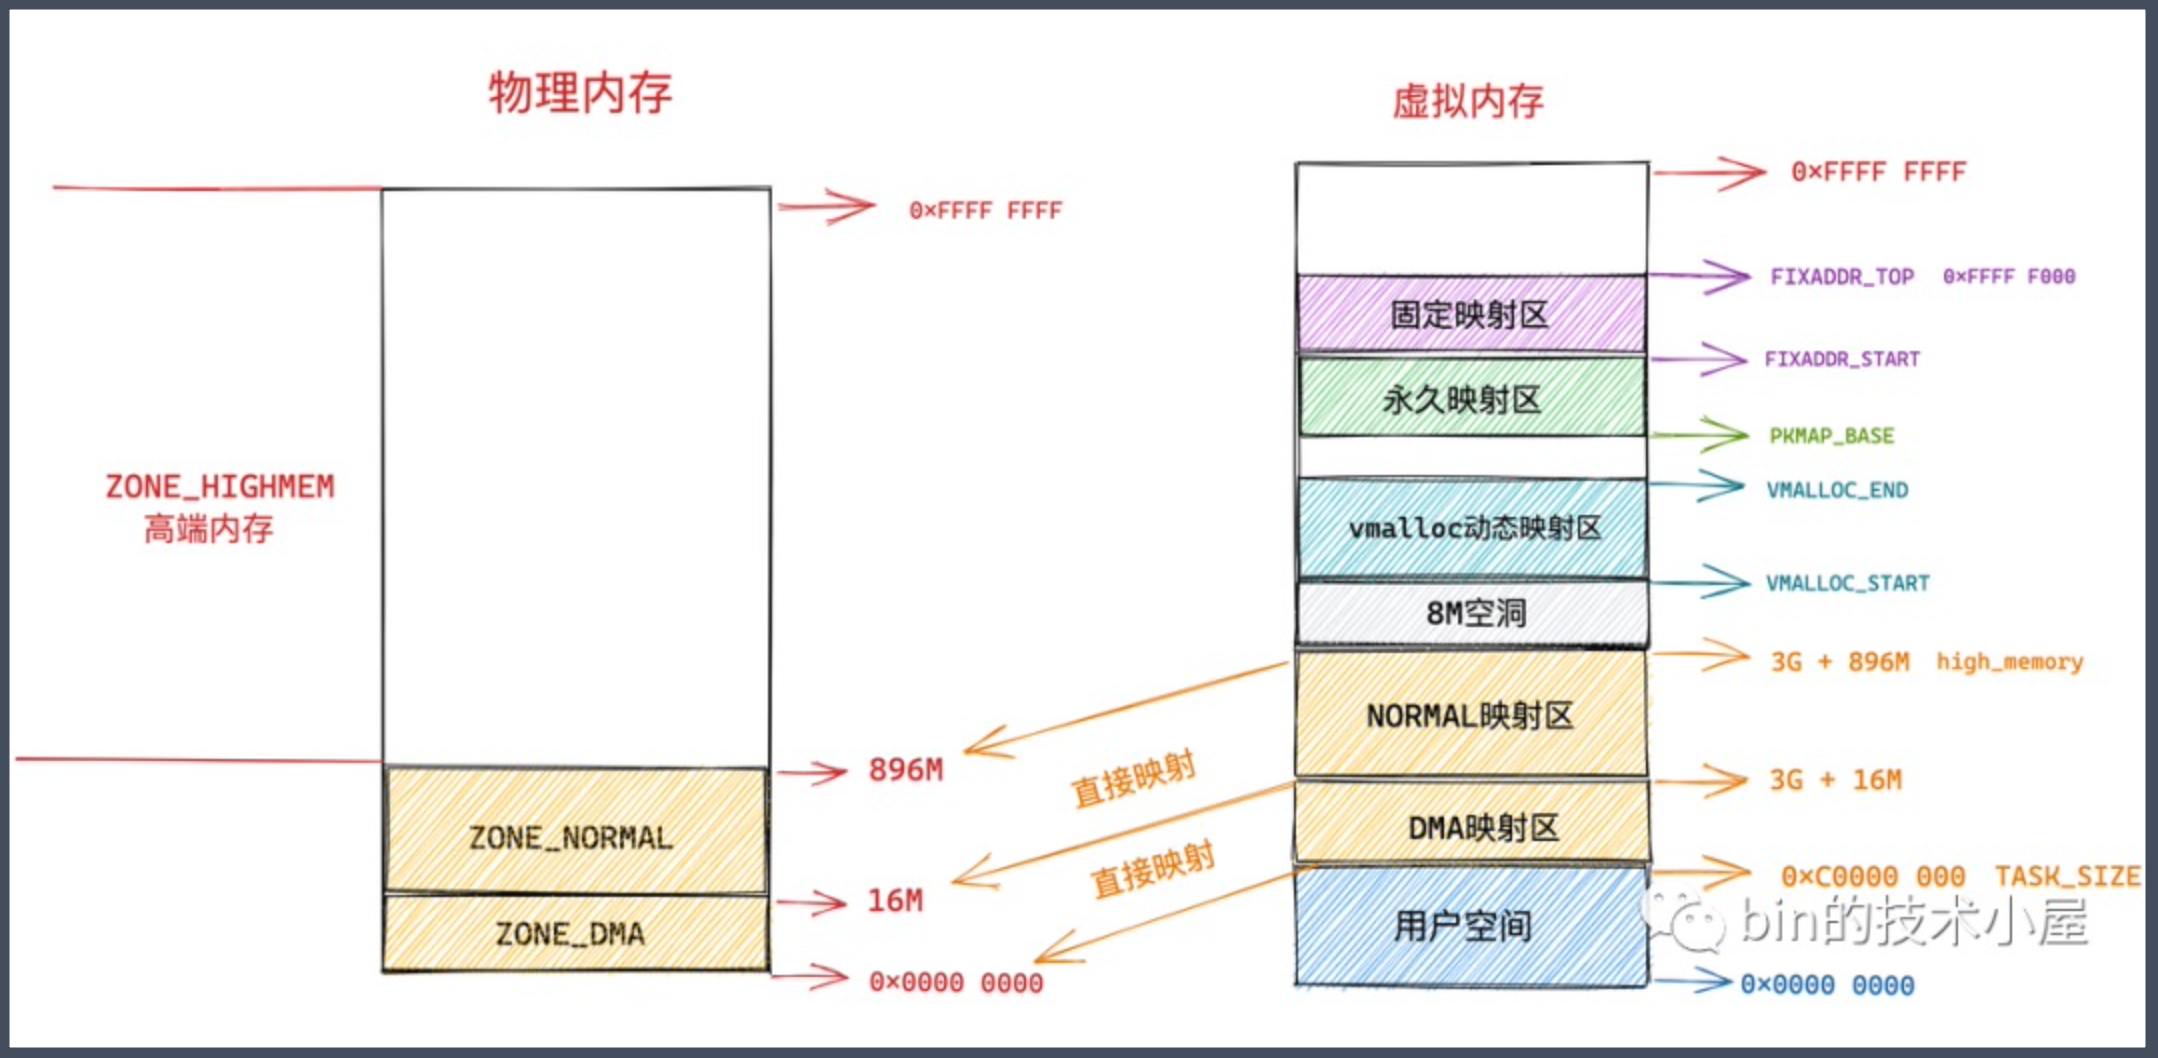 物理内存
虚拟内存
0×FFFF FFFF
0×FFFF FFFF
FIXADDR_TOP 0×FFFF F000
固定映射区
FIXADDR_START
永久映射区
PKMAP_BASE
ZONE_HIGHMEM
高端内存
VMALLOC_END
vmalloc动态映射区
VMALLOC_START
8M空洞
3G + 896M high_memory
NORMAL映射区
896M
直接映射
3G + 16M
ZONE_NORMAL
DMA映射区
直接映射
0×C0000 000 TASK_SIZE
16M
用户空间
bin的技术小屋
ZONE_DMA
0×0000 0000
0×0000 0000